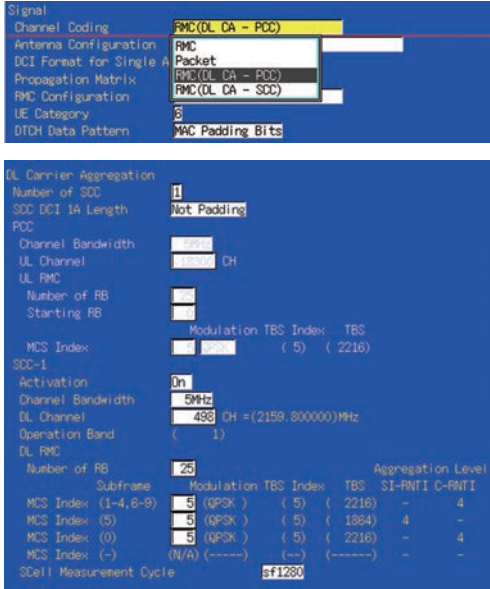 Signal
Channel Coding RMC(DL CA - PCC)
Antenna Configuration RMC
DCI Format for Single A Packet
Propagation Matrix RMC(DL CA - PCC)
RMC Configuration RMC(DL CA - SCC)
UE Category 6
DTCH Data Pattern MAC Padding Bits
DL Carrier Aggregation
Number of SCC 1
SCC DCI 1A Length Not Padding
PCC
Channel Bandwidth 5MHz
UL Channel 18300 CH
UL RMC
Number of RB 25
Starting RB 0
Modulation TBS Index TBS
MCS Index 5 QPSK ( 5) ( 2216)
SCC-1
Activation On
Channel Bandwidth 5MHz
DL Channel 498 CH =(2159.800000)MHz
Operation Band ( 1)
DL RMC
Number of RB 25 Aggregation Level
Subframe Modulation TBS Index TBS SI-RNTI C-RNTI
MCS Index (1-4,6-9) 5 (QPSK ) ( 5) ( 2216) - 4
MCS Index (5) 5 (QPSK ) ( 5) ( 1864) 4 -
MCS Index (0) 5 (QPSK ) ( 5) ( 2216) - 4
MCS Index (-) (N/A) (-----) (--) (------) - -
SCell Measurement Cycle sf1280